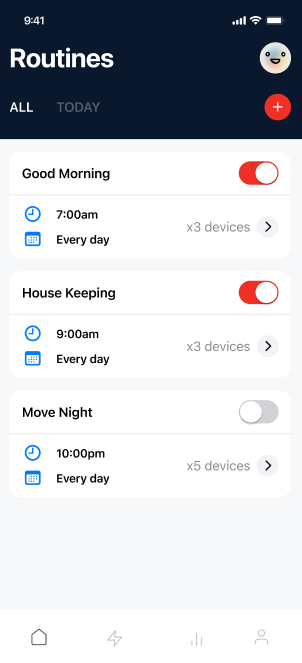 9:41
Routines
ALL
TODAY
Good Morning
7:00am
Every day
x3 devices
House Keeping
9:00am
Every day
x3 devices
Move Night
10:00pm
Every day
x5 devices